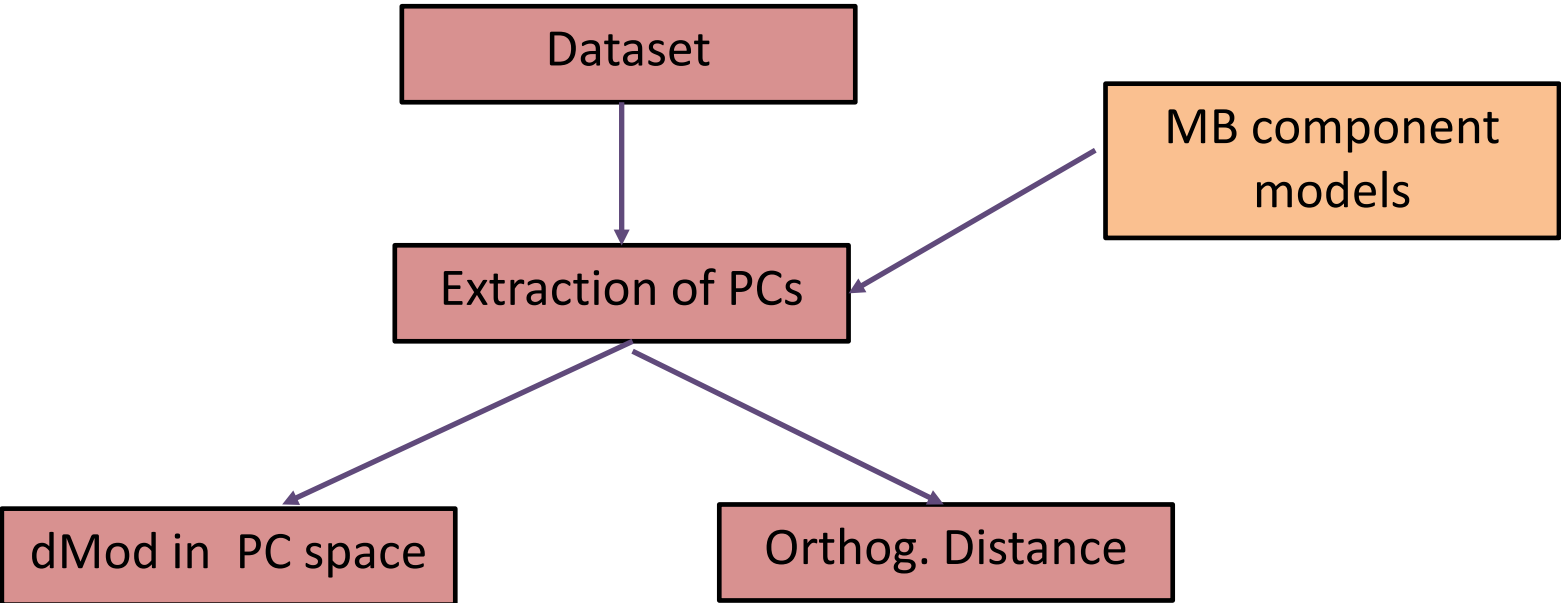 Dataset
MB component
models
Extraction of PCs
dMod in  PC space
Orthog. Distance